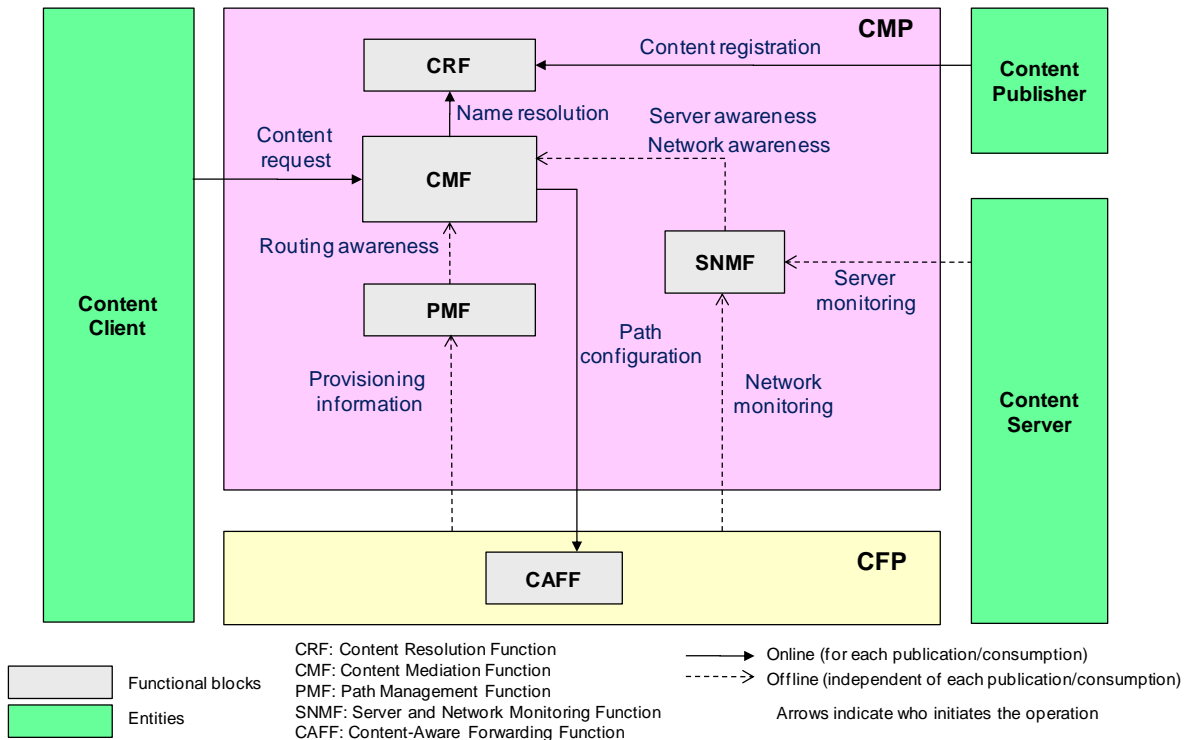 CMP
Content registration
CRF
Content
Publisher
Name resolution
Server awareness
Network awareness
Content
request
CMF
Routing awareness
SNMF
Server
monitoring
Content
Client
PMF
Path
configuration
Provisioning
information
Network
monitoring
Content
Server
CFP
CAFF
Functional blocks
Entities
CRF: Content Resolution Function
CMF: Content Mediation Function
PMF: Path Management Function
SNMF: Server and Network Monitoring Function
CAFF: Content-Aware Forwarding Function
Online (for each publication/consumption)
Offline (independent of each publication/consumption)
Arrows indicate who initiates the operation